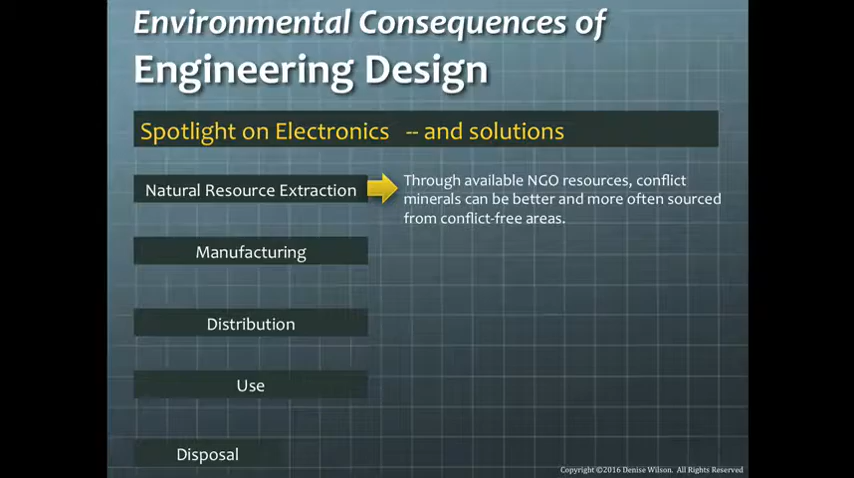 Environmental Consequences of
Engineering Design
Spotlight on Electronics -- and solutions
Natural Resource Extraction
Through available NGO resources, conflict
minerals can be better and more often sourced
from conflict-free areas.
Manufacturing
Distribution
Use
Disposal
Copyright ©2016 Denise Wilson. All Rights Reserved